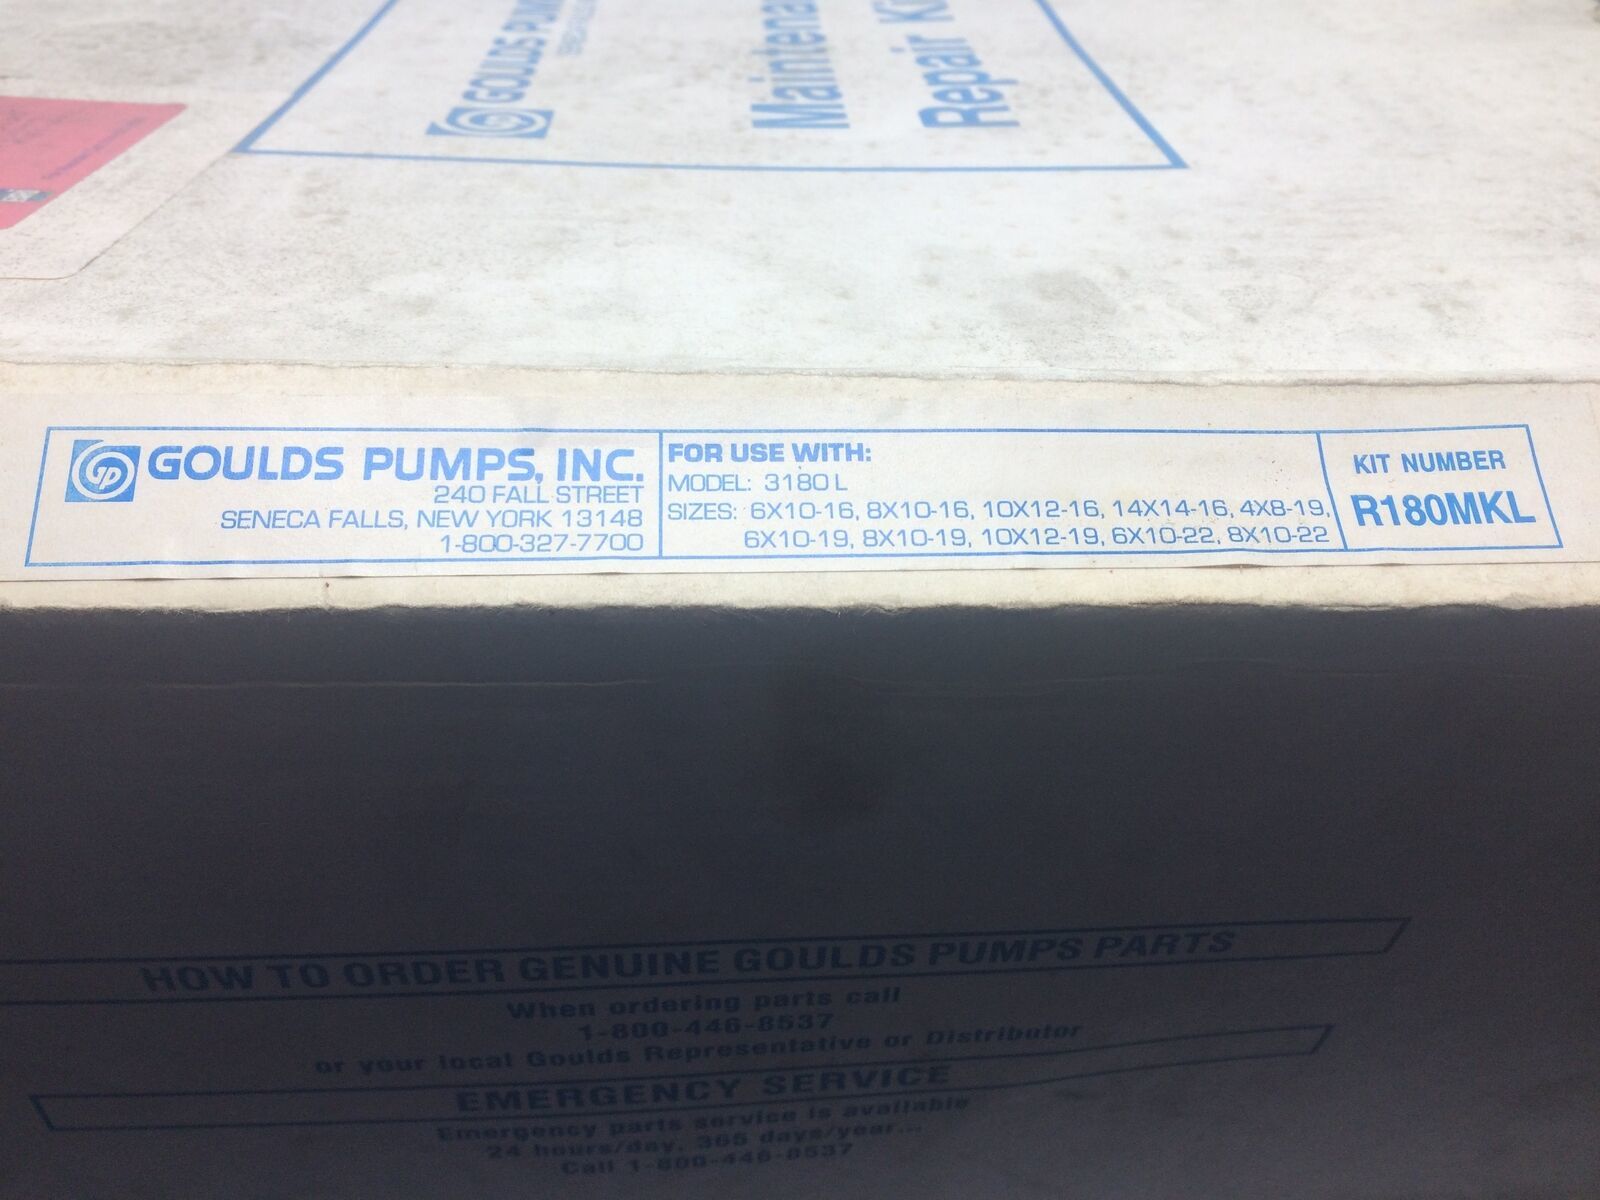 GOULDS PUMP
Maintena
Repair Ki
GOULDS PUMPS, INC.
240 FALL STREET
SENECA FALLS, NEW YORK 13148
1-800-327-7700
FOR USE WITH:
MODEL: 3180 L
SIZES: 6X10-16, 8X10-16, 10X12-16, 14X14-16, 4X8-19,
6X10-19, 8X10-19, 10X12-19, 6X10-22, 8X10-22
KIT NUMBER
R180MKL
HOW TO ORDER GENUINE GOULDS PUMPS PARTS
When ordering parts call
1-800-446-8537
or your local Goulds Representative or Distributor
EMERGENCY SERVICE
Emergency parts service is available
24 hours/day, 365 days/year...
Call 1-800-446-8537